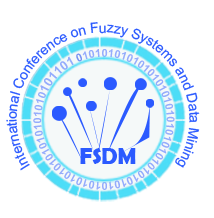 International Conference on Fuzzy Systems and Data Mining
FSDM